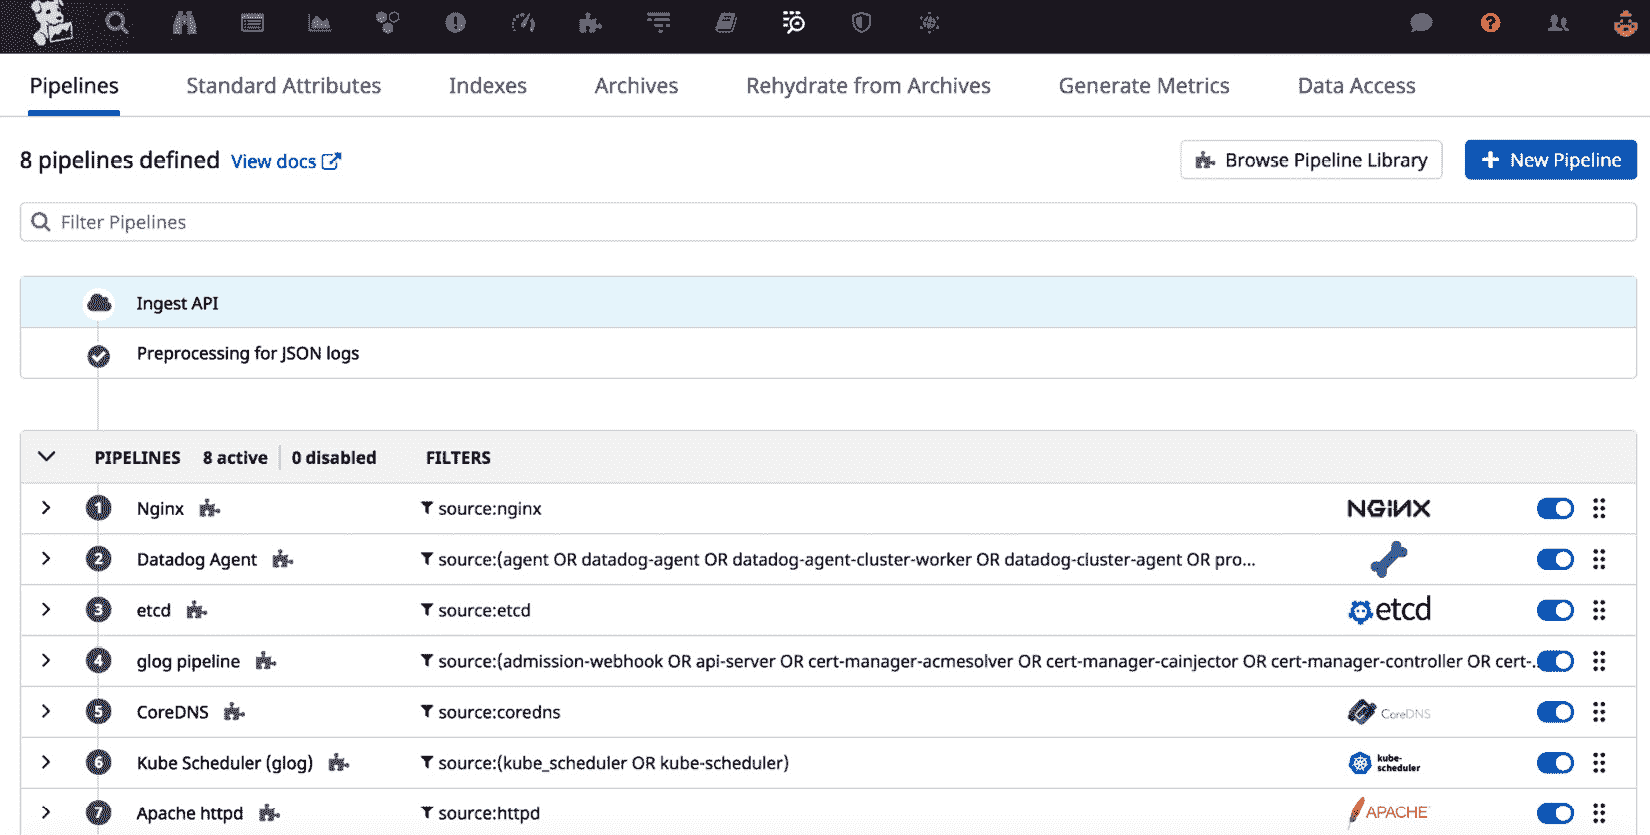 Pipelines Standard Attributes Indexes Archives Rehydrate from Archives Generate Metrics Data Access
8 pipelines defined View docs Browse Pipeline Library + New Pipeline
Filter Pipelines
Ingest API
Preprocessing for JSON logs
PIPELINES 8 active 0 disabled FILTERS
1 Nginx source:nginx NGINX
2 Datadog Agent source:(agent OR datadog-agent OR datadog-agent-cluster-worker OR datadog-cluster-agent OR pro...
3 etcd source:etcd etcd
4 glog pipeline source:(admission-webhook OR api-server OR cert-manager-acmesolver OR cert-manager-cainjector OR cert-manager-controller OR cert-...
5 CoreDNS source:coredns CoreDNS
6 Kube Scheduler (glog) source:(kube_scheduler OR kube-scheduler) kube-scheduler
7 Apache httpd source:httpd APACHE